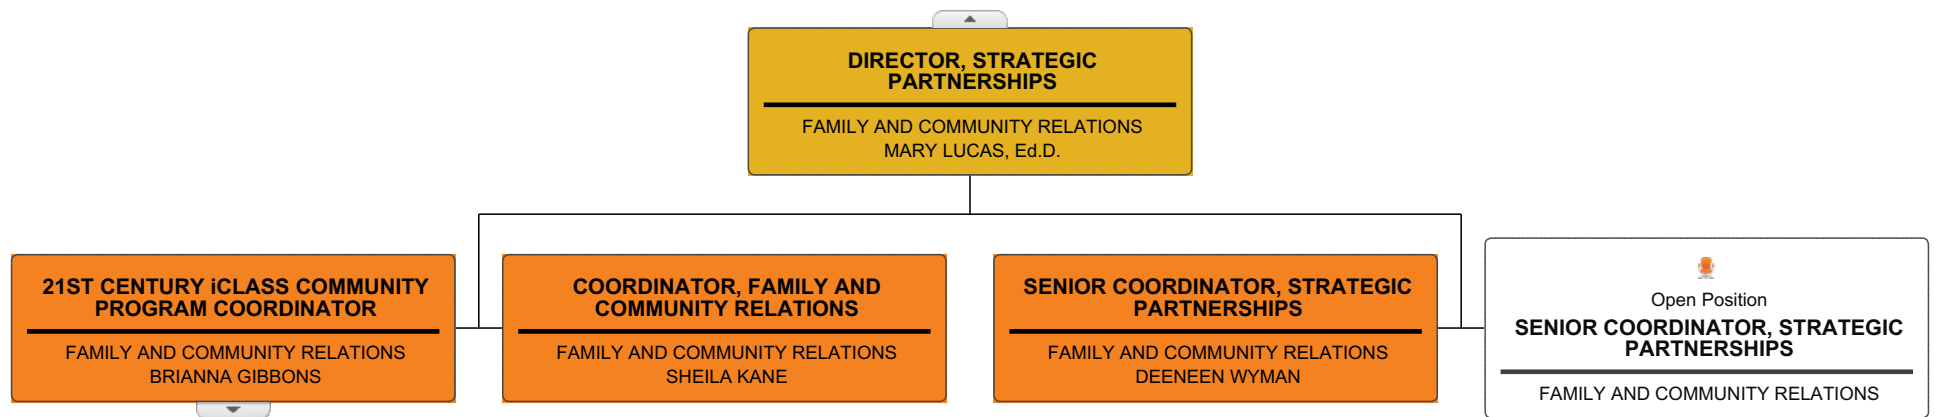 DIRECTOR, STRATEGIC
PARTNERSHIPS
FAMILY AND COMMUNITY RELATIONS
MARY LUCAS, Ed.D.
21ST CENTURY iCLASS COMMUNITY
PROGRAM COORDINATOR
FAMILY AND COMMUNITY RELATIONS
BRIANNA GIBBONS
COORDINATOR, FAMILY AND
COMMUNITY RELATIONS
FAMILY AND COMMUNITY RELATIONS
SHEILA KANE
SENIOR COORDINATOR, STRATEGIC
PARTNERSHIPS
FAMILY AND COMMUNITY RELATIONS
DEENEEN WYMAN
Open Position
SENIOR COORDINATOR, STRATEGIC
PARTNERSHIPS
FAMILY AND COMMUNITY RELATIONS